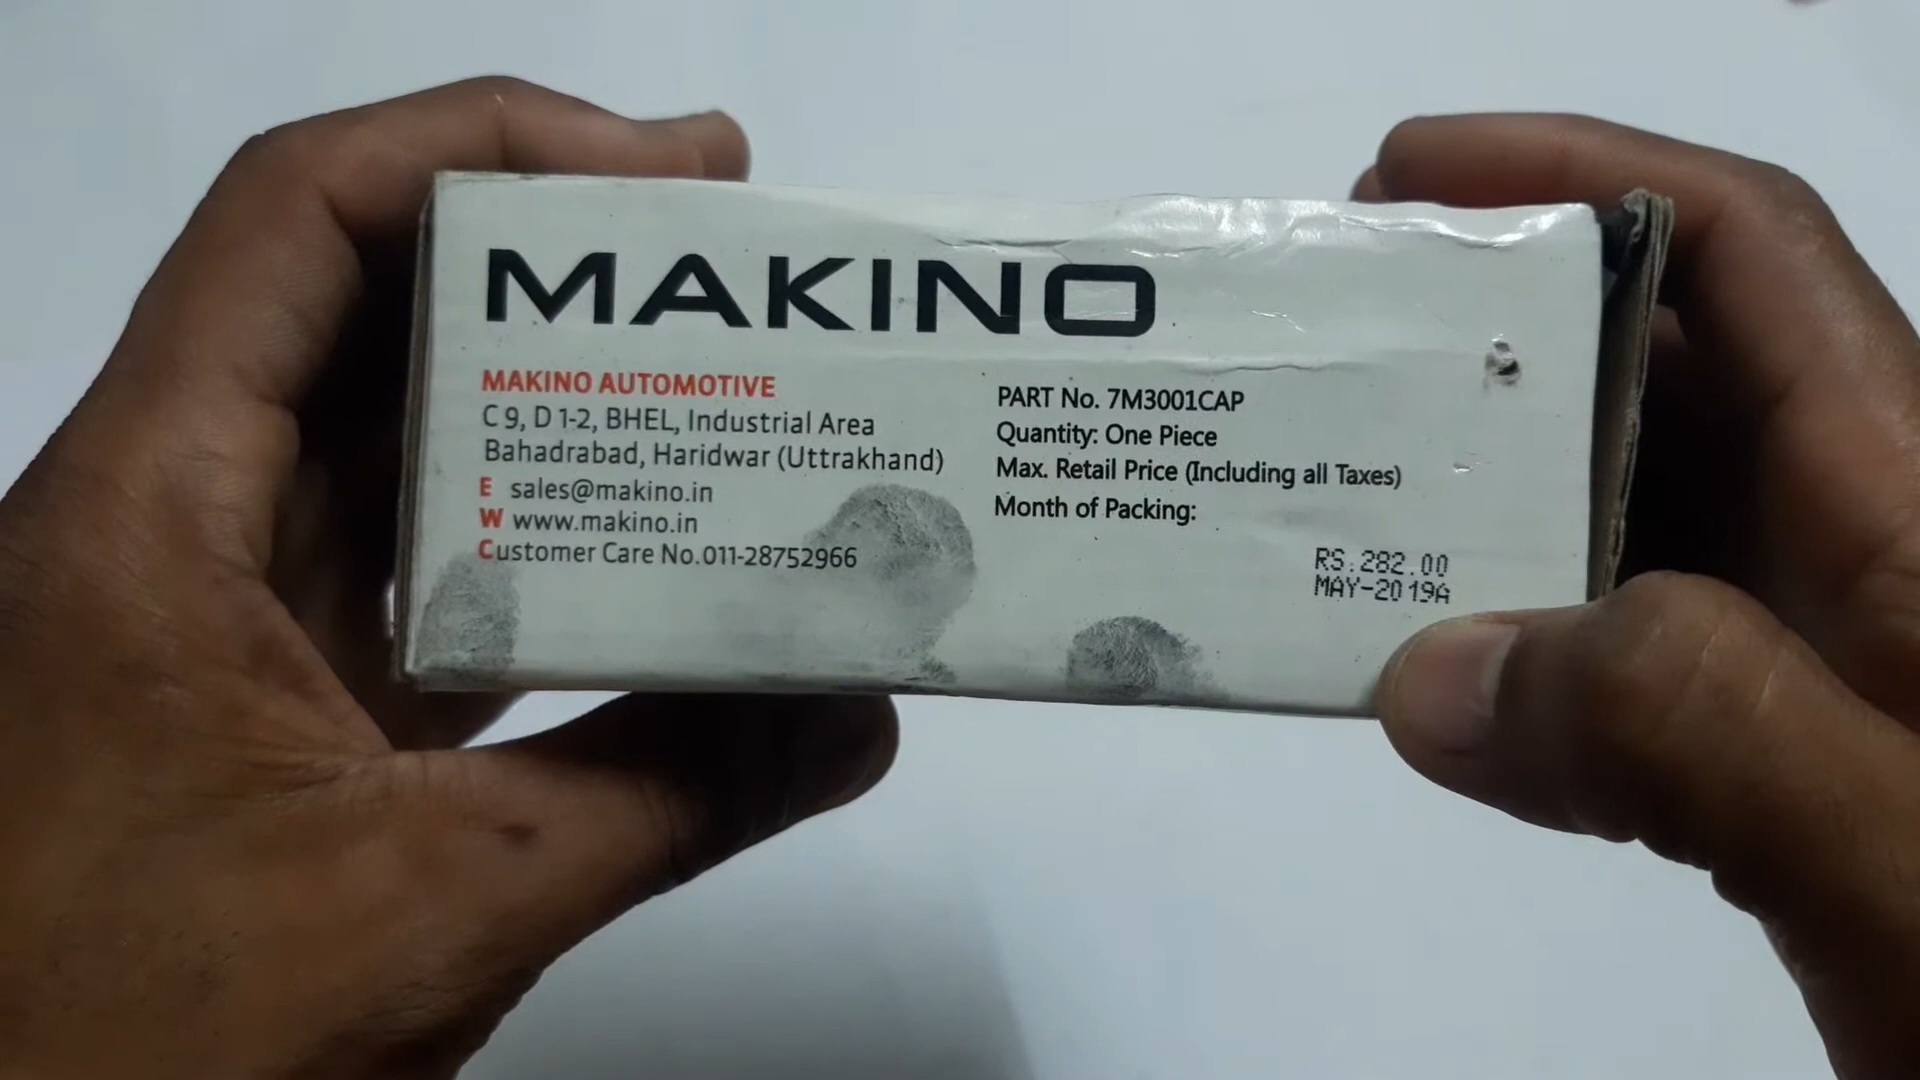 MAKINO
MAKINO AUTOMOTIVE
C 9, D 1-2, BHEL, Industrial Area
Bahadrabad, Haridwar (Uttrakhand)
E sales@makino.in
W www.makino.in
Customer Care No.011-28752966
PART No. 7M3001CAP
Quantity: One Piece
Max. Retail Price (Including all Taxes)
Month of Packing:
RS.282.00
MAY-2019A